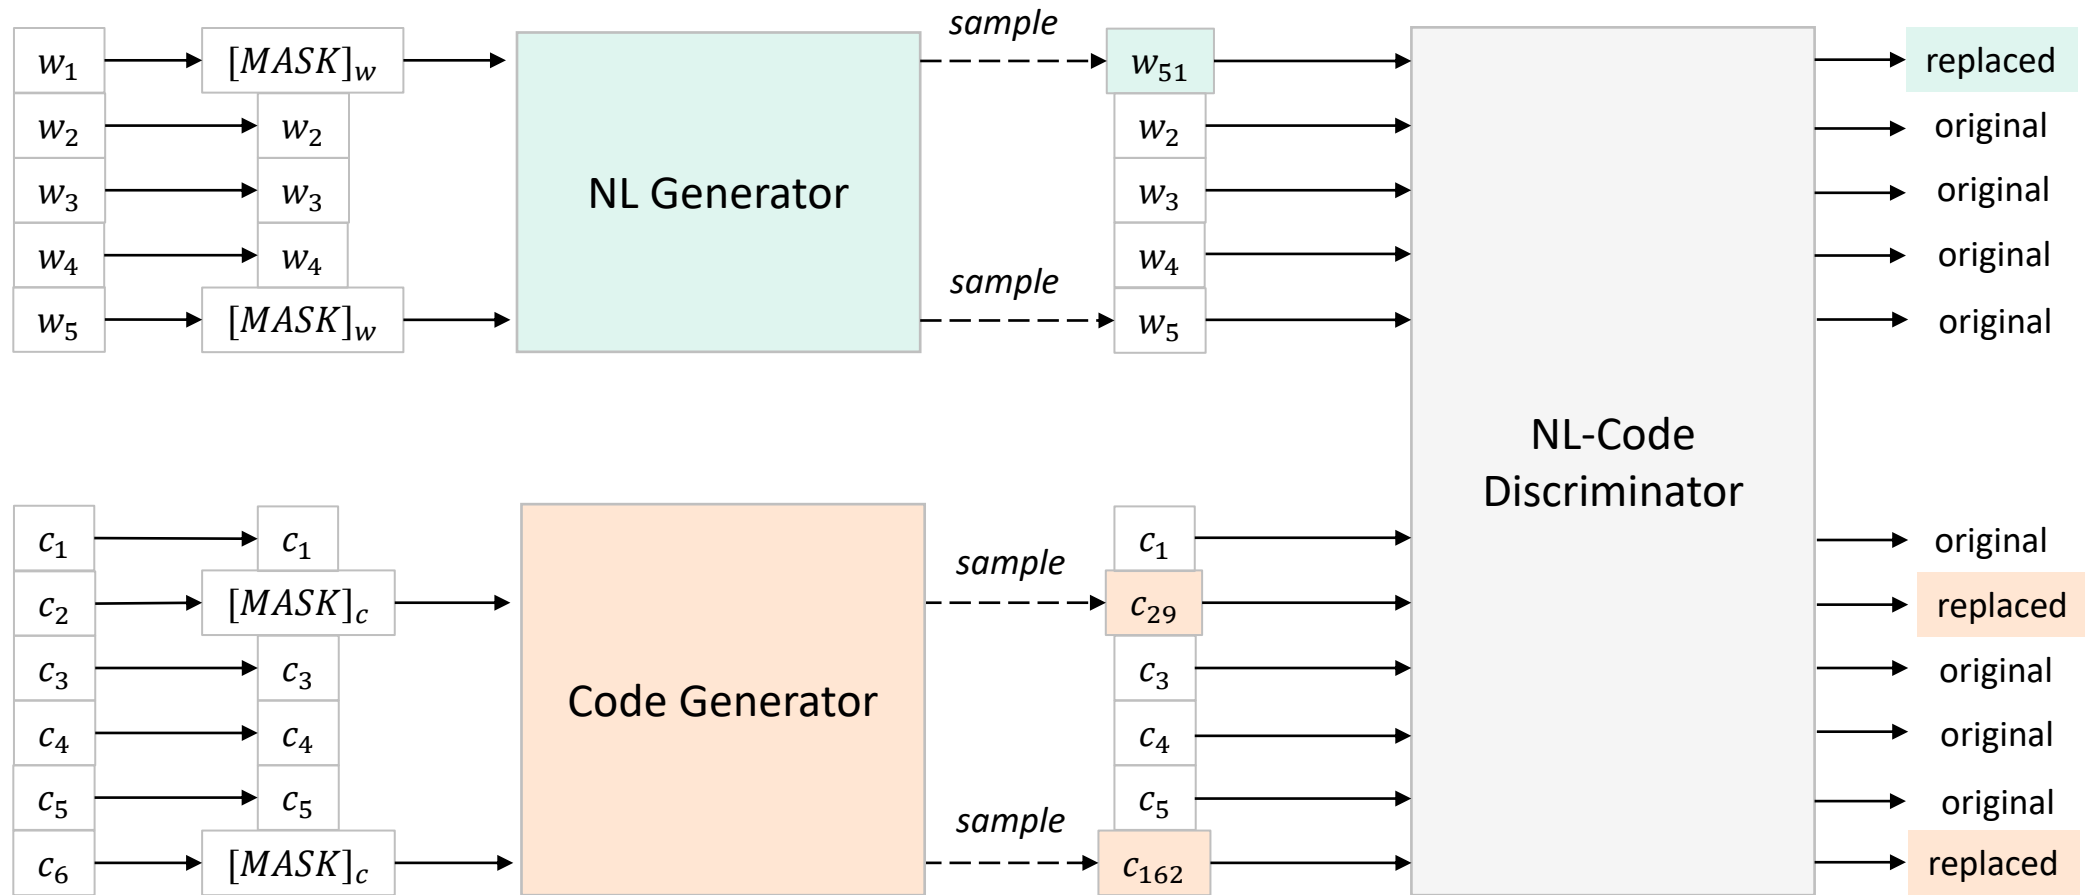 sample
w₁ [MASK]w w₅₁ replaced
w₂ w₂ w₂ original
w₃ w₃ NL Generator w₃ original
w₄ w₄ w₄ original
sample
w₅ [MASK]w w₅ original
NL-Code
Discriminator
c₁ c₁ c₁ original
sample
c₂ [MASK]c c₂₉ replaced
c₃ c₃ c₃ original
Code Generator
c₄ c₄ c₄ original
c₅ c₅ c₅ original
sample
c₆ [MASK]c c₁₆₂ replaced